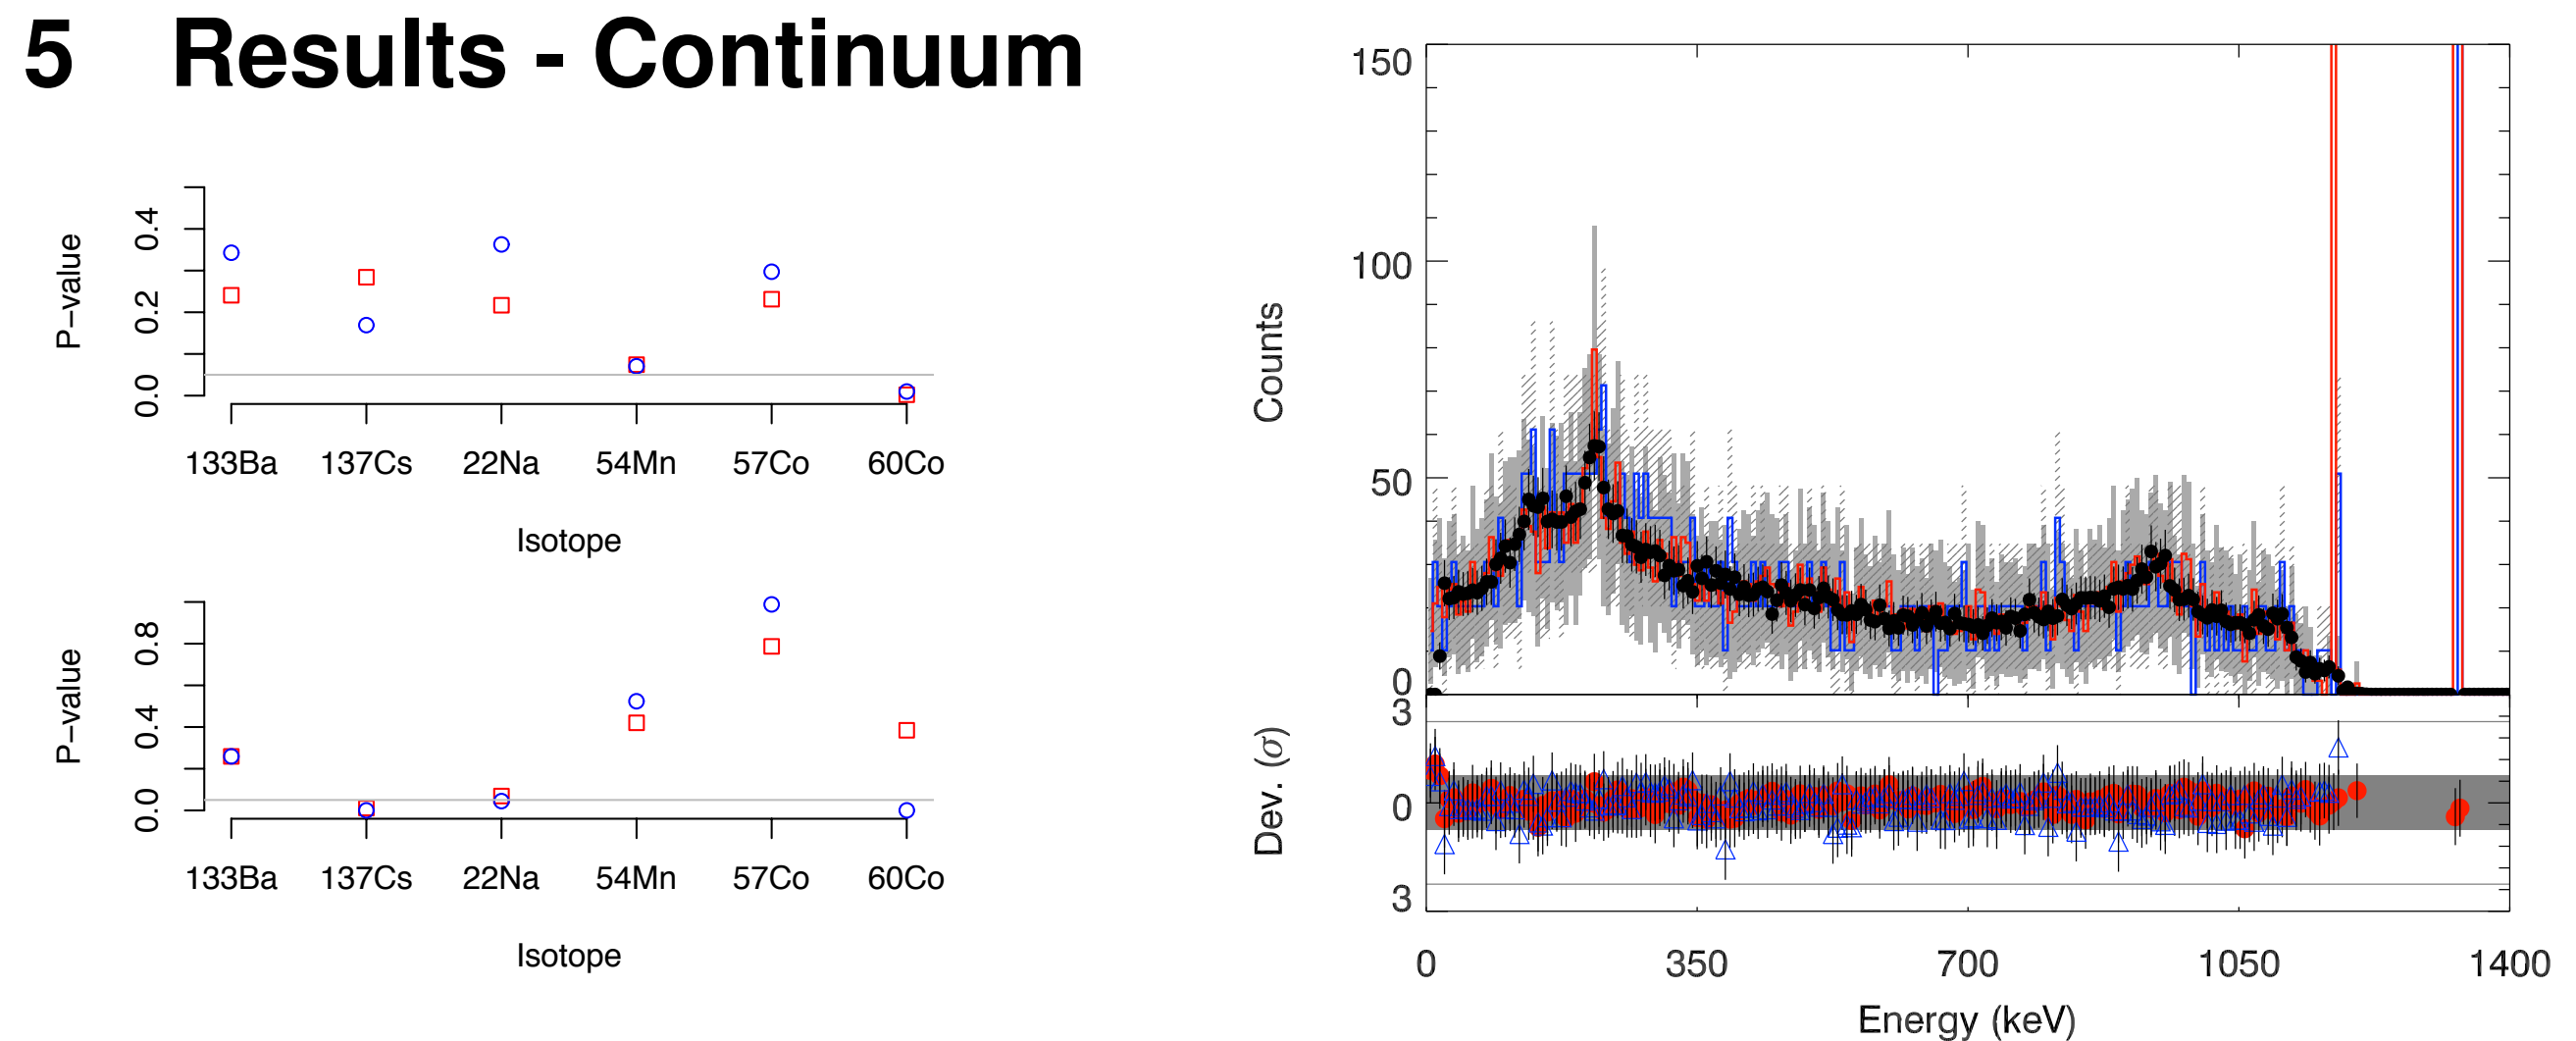 5 Results - Continuum
P-value
0.4
0.2
0.0
133Ba 137Cs 22Na 54Mn 57Co 60Co
Isotope
P-value
0.8
0.4
0.0
133Ba 137Cs 22Na 54Mn 57Co 60Co
Isotope
Counts
150
100
50
0
Dev. (σ)
3
0
3
0 350 700 1050 1400
Energy (keV)